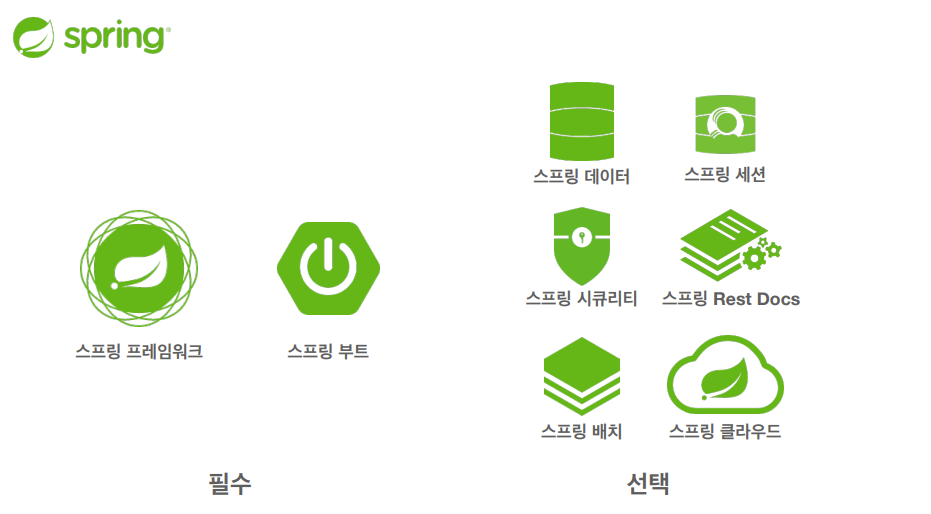 spring
스프링 데이터
스프링 세션
스프링 시큐리티
스프링 Rest Docs
스프링 프레임워크
스프링 부트
스프링 배치
스프링 클라우드
필수
선택